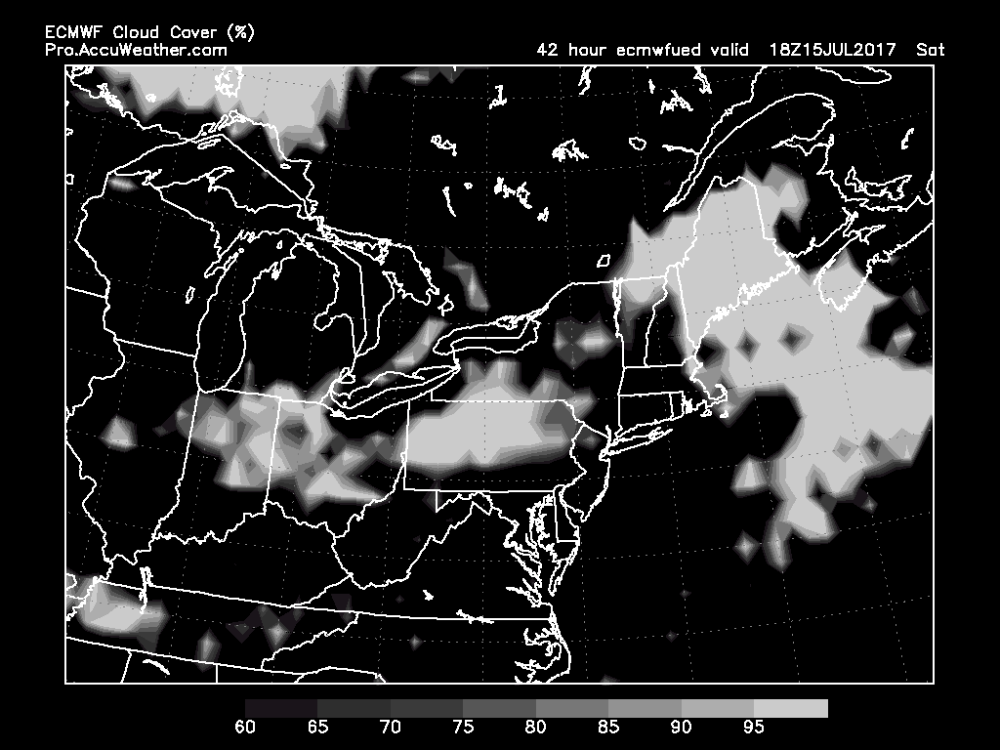 ECMWF Cloud Cover (%)
Pro.AccuWeather.com
42 hour ecmwfued valid 18Z15JUL2017 Sat
60 65 70 75 80 85 90 95